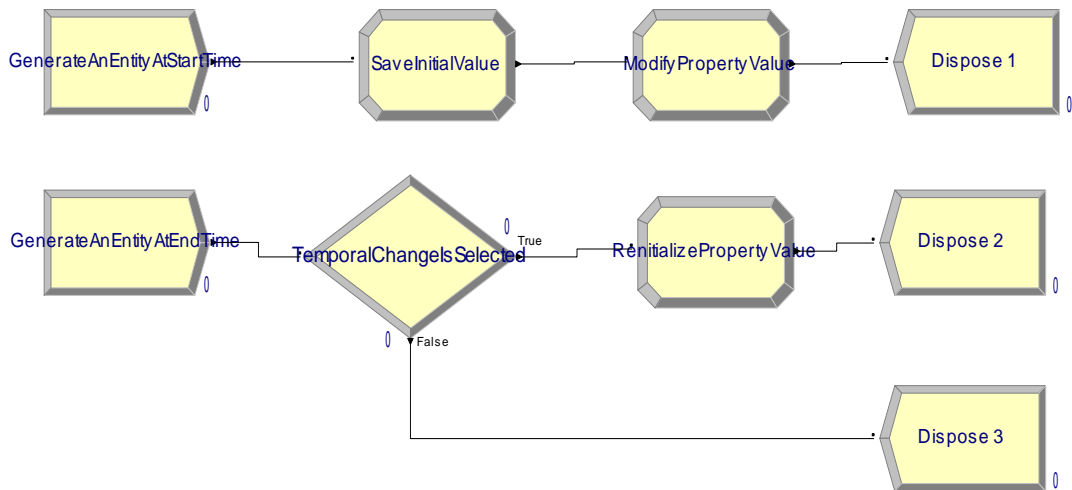 GenerateAnEntityAtStartTime
SaveInitialValue
ModifyPropertyValue
Dispose 1
0
0
GenerateAnEntityAtEndTime
0
True
TemporalChangeIsSelected
RenitializePropertyValue
Dispose 2
0
0
0
False
Dispose 3
0